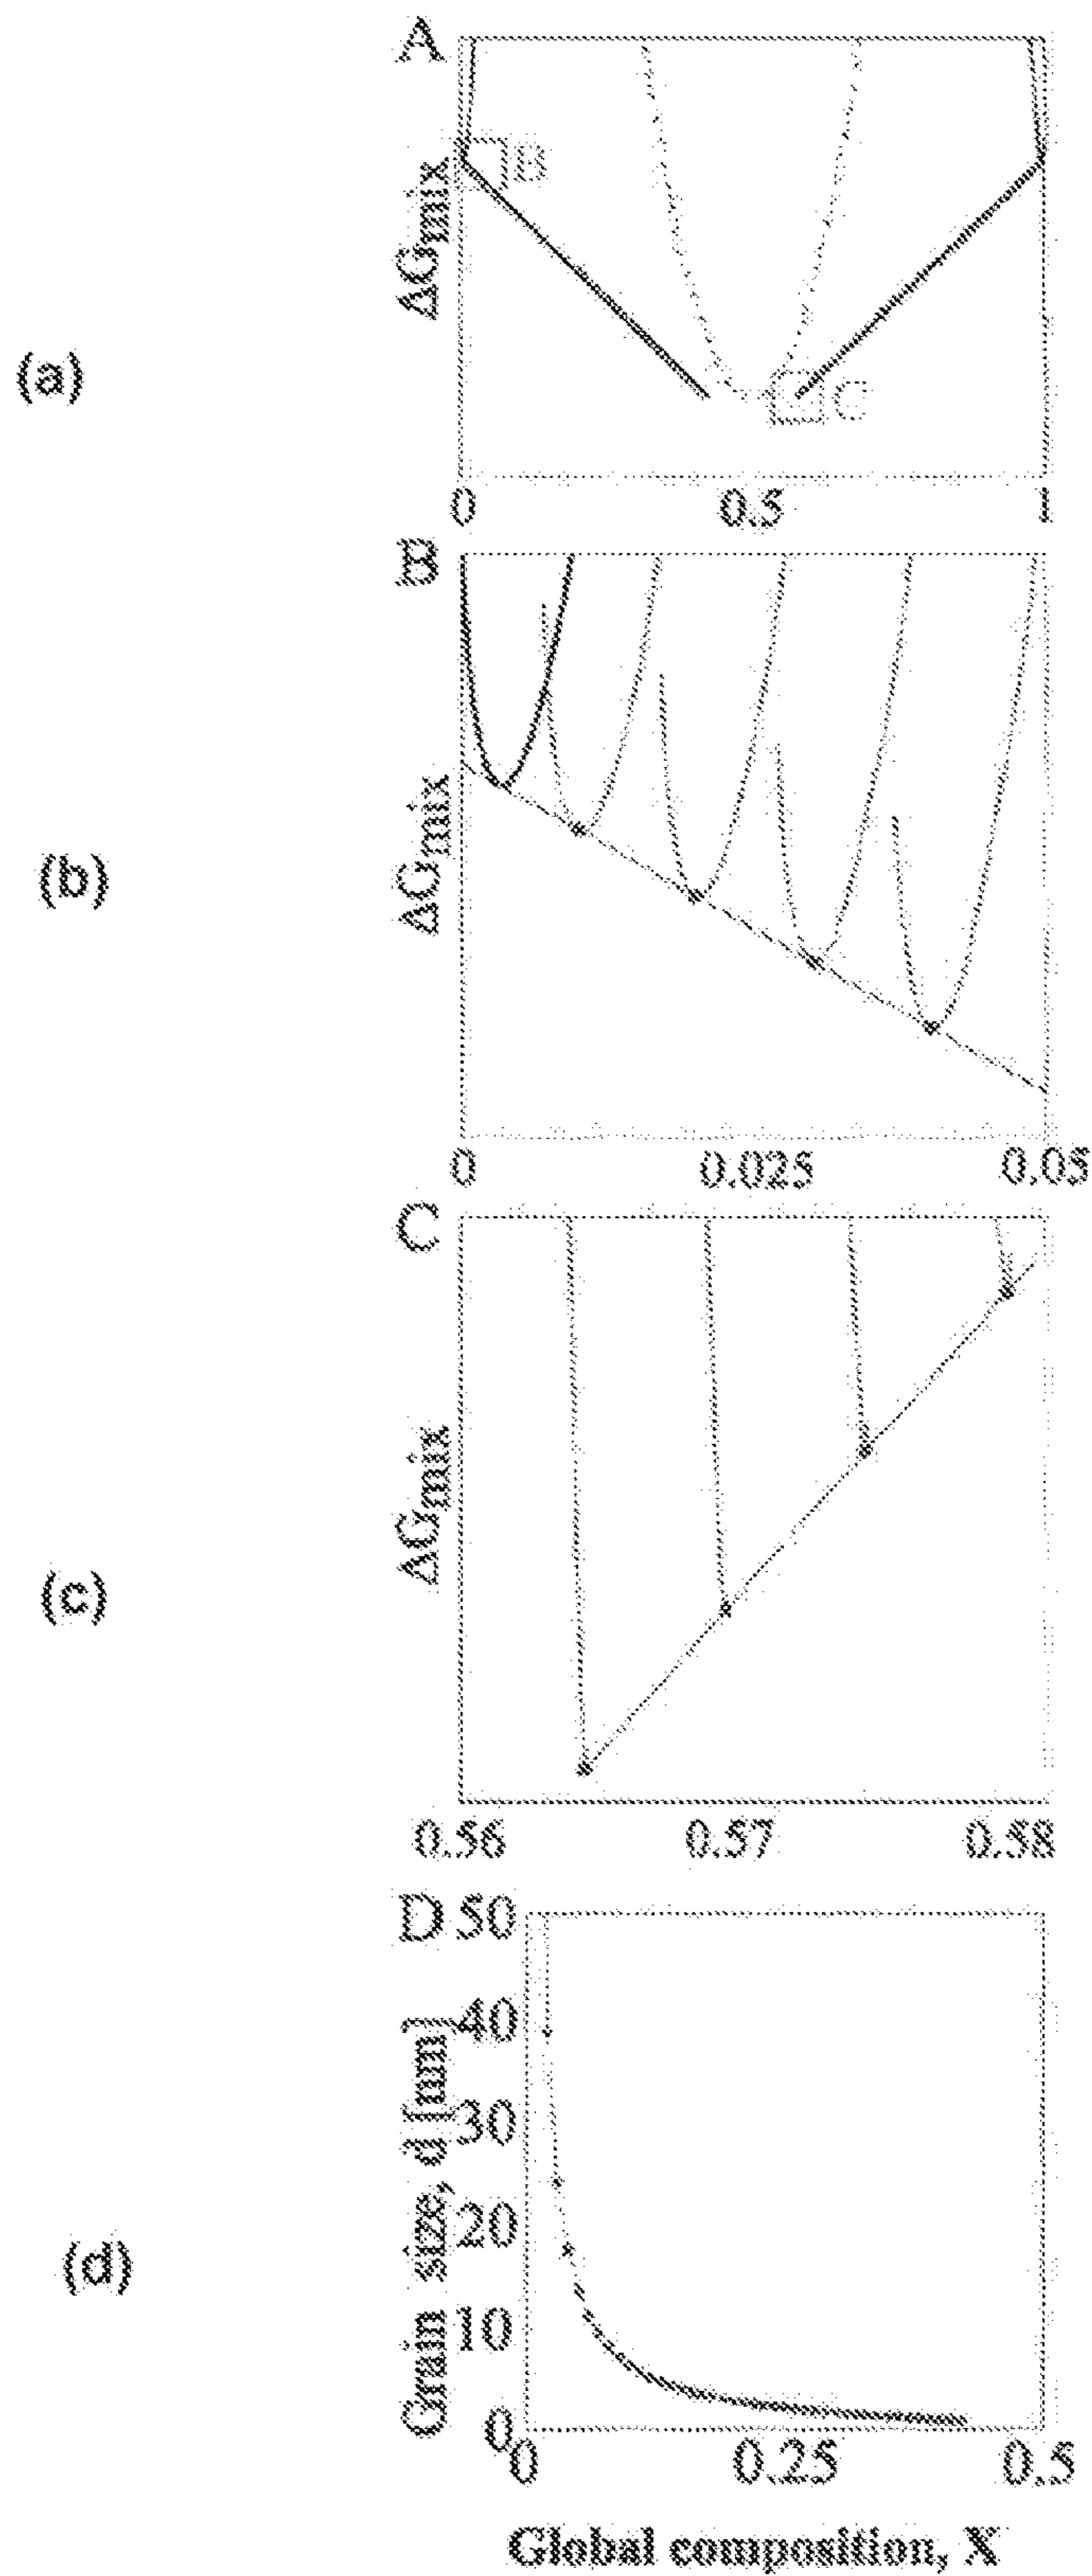 A
B
ΔGmix
(a)
C
0 0.5 1
B
ΔGmix
(b)
0 0.025 0.05
C
ΔGmix
(c)
0.56 0.57 0.58
D 50
40
30
20
10
0
Grain size, d [nm]
(d)
0 0.25 0.5
Global composition, X